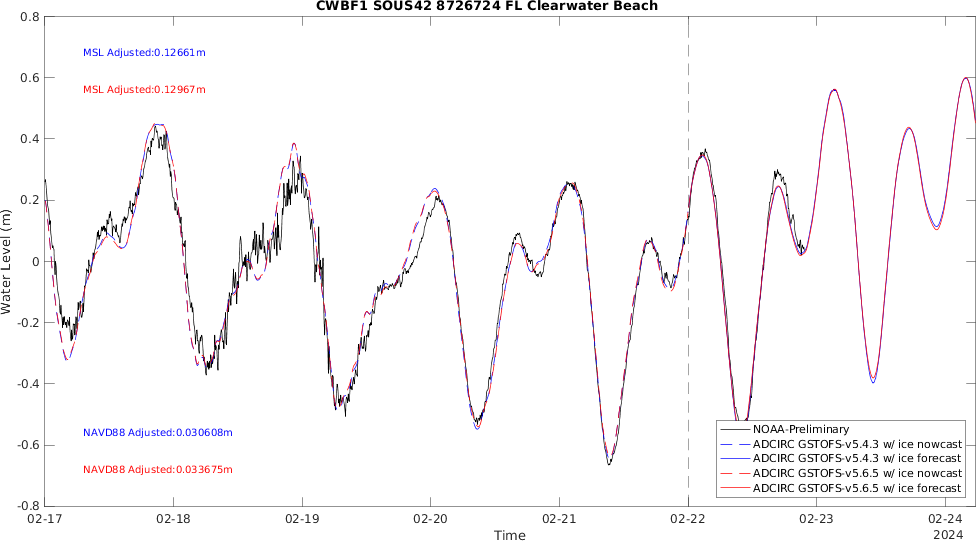 CWBF1 SOUS42 8726724 FL Clearwater Beach
0.8
0.6
0.4
0.2
0
-0.2
-0.4
-0.6
-0.8
Water Level (m)
MSL Adjusted:0.12661m
MSL Adjusted:0.12967m
NAVD88 Adjusted:0.030608m
NAVD88 Adjusted:0.033675m
NOAA-Preliminary
ADCIRC GSTOFS-v5.4.3 w/ ice nowcast
ADCIRC GSTOFS-v5.4.3 w/ ice forecast
ADCIRC GSTOFS-v5.6.5 w/ ice nowcast
ADCIRC GSTOFS-v5.6.5 w/ ice forecast
02-17 02-18 02-19 02-20 02-21 02-22 02-23 02-24
Time
2024